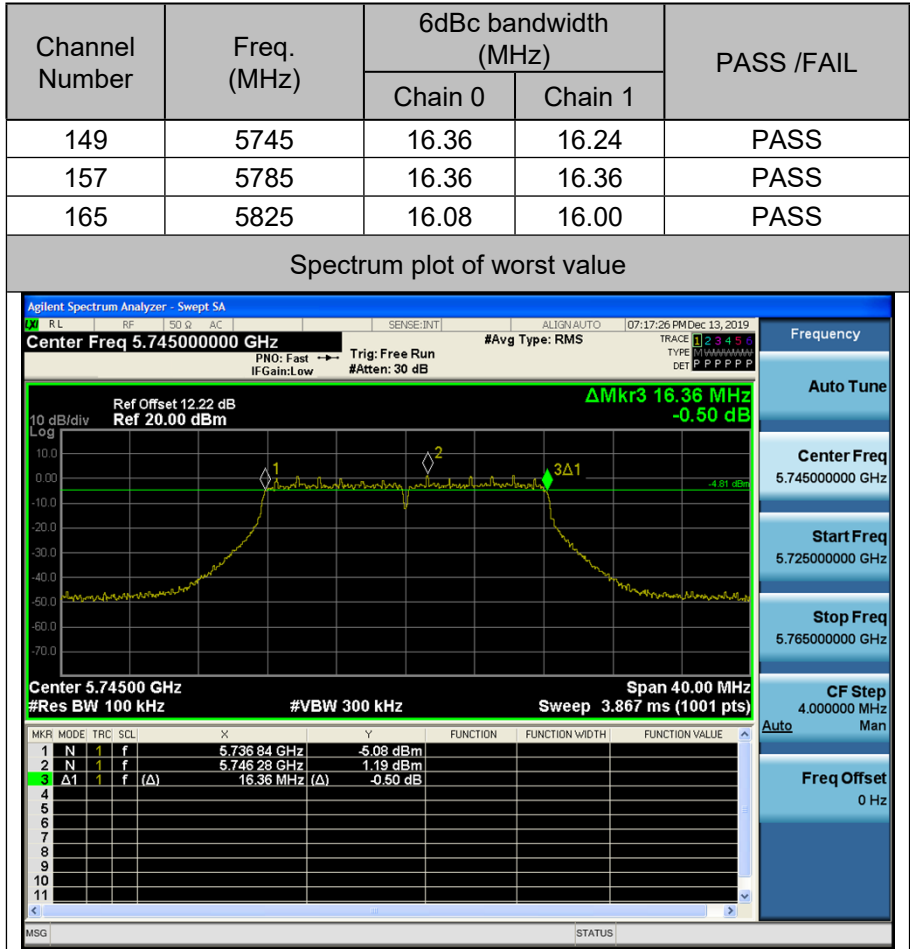 Channel Number Freq. (MHz) 6dBc bandwidth (MHz) PASS /FAIL
Chain 0 Chain 1
149 5745 16.36 16.24 PASS
157 5785 16.36 16.36 PASS
165 5825 16.08 16.00 PASS
Spectrum plot of worst value
Agilent Spectrum Analyzer - Swept SA
LXI RL RF 50 Ω AC SENSE:INT ALIGN AUTO 07:17:26 PM Dec 13, 2019
Center Freq 5.745000000 GHz
#Avg Type: RMS
TRACE 1 2 3 4 5 6
PNO: Fast Trig: Free Run
TYPE M W W W W W
IFGain:Low #Atten: 30 dB
DET P P P P P P
ΔMkr3 16.36 MHz
-0.50 dB
Ref Offset 12.22 dB
10 dB/div Ref 20.00 dBm
Log
10.0
0.00
-10.0
-20.0
-30.0
-40.0
-50.0
-60.0
-70.0
1
2
3Δ1
-4.81 dBm
Center 5.74500 GHz Span 40.00 MHz
#Res BW 100 kHz #VBW 300 kHz Sweep 3.867 ms (1001 pts)
MKR MODE TRC SCL X Y FUNCTION FUNCTION WIDTH FUNCTION VALUE
1 N 1 f 5.736 84 GHz -5.08 dBm
2 N 1 f 5.746 28 GHz 1.19 dBm
3 Δ1 1 f (Δ) 16.36 MHz (Δ) -0.50 dB
4
5
6
7
8
9
10
11
MSG STATUS
Frequency
Auto Tune
Center Freq
5.745000000 GHz
Start Freq
5.725000000 GHz
Stop Freq
5.765000000 GHz
CF Step
4.000000 MHz
Auto Man
Freq Offset
0 Hz